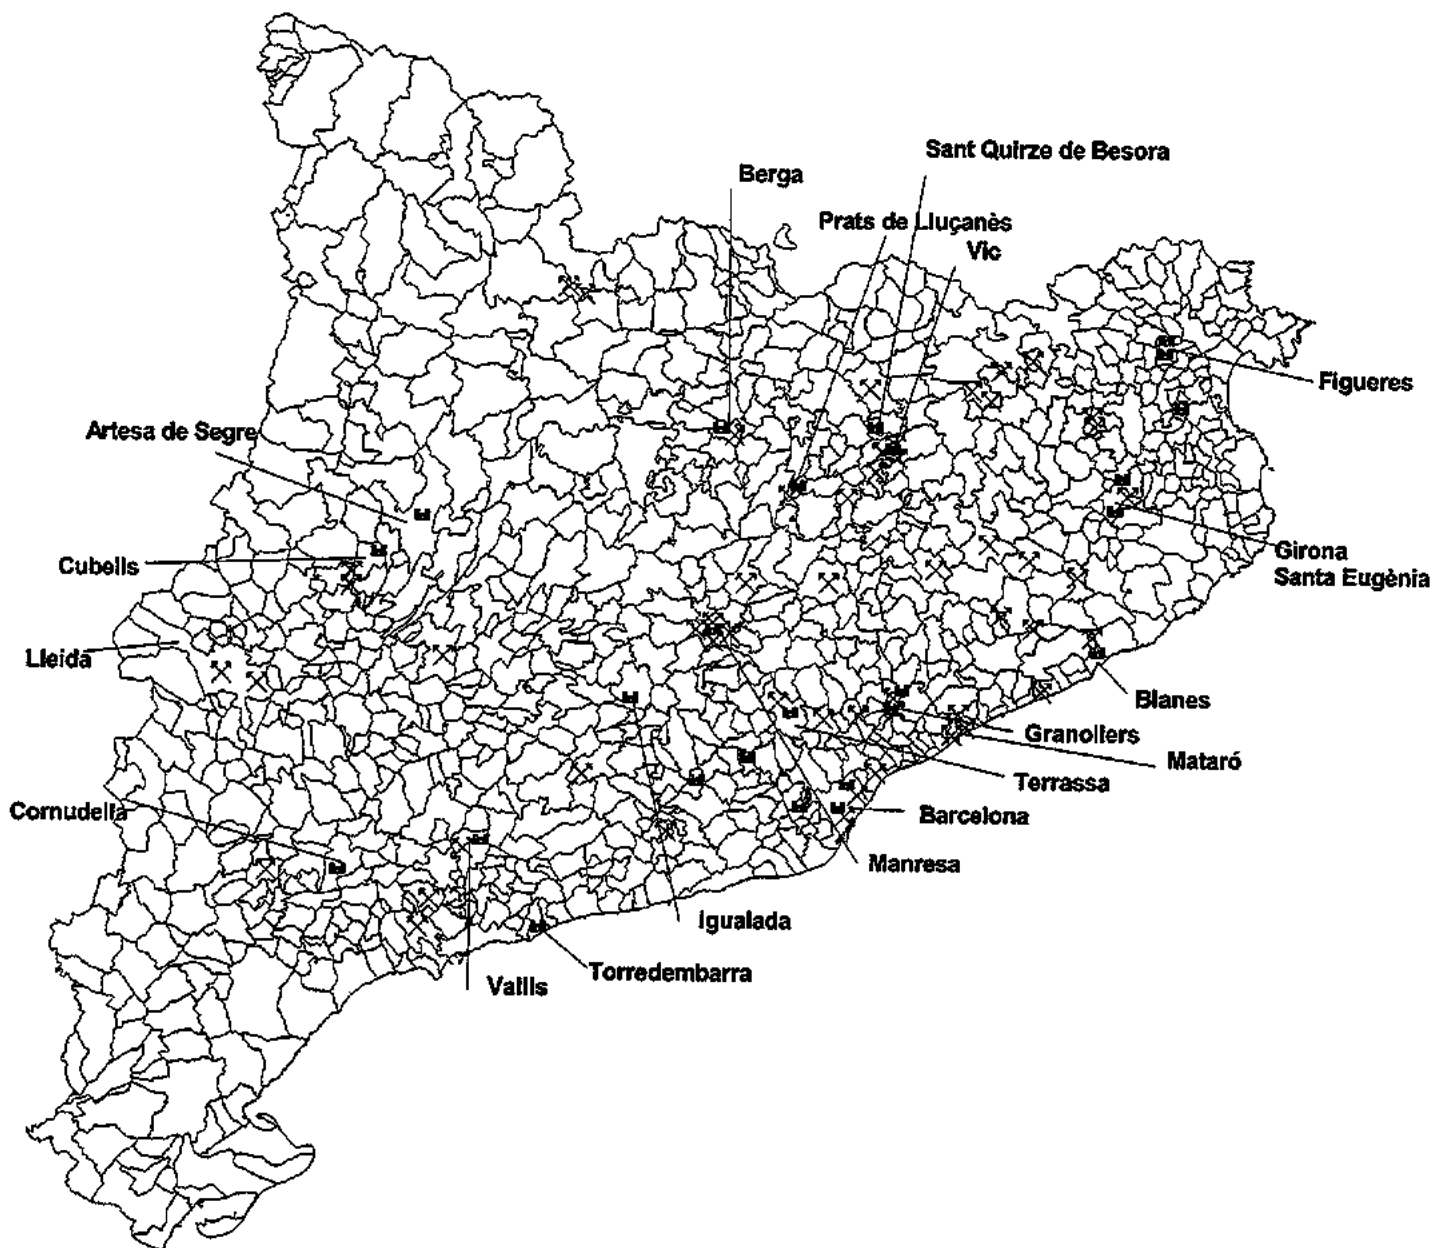 Sant Quirze de Besora
Berga
Prats de Lluçanès
Vic
Figueres
Artesa de Segre
Girona
Santa Eugènia
Cubells
Lleida
Blanes
Granollers
Mataró
Terrassa
Cornudella
Barcelona
Manresa
Igualada
Torredembarra
Vallls